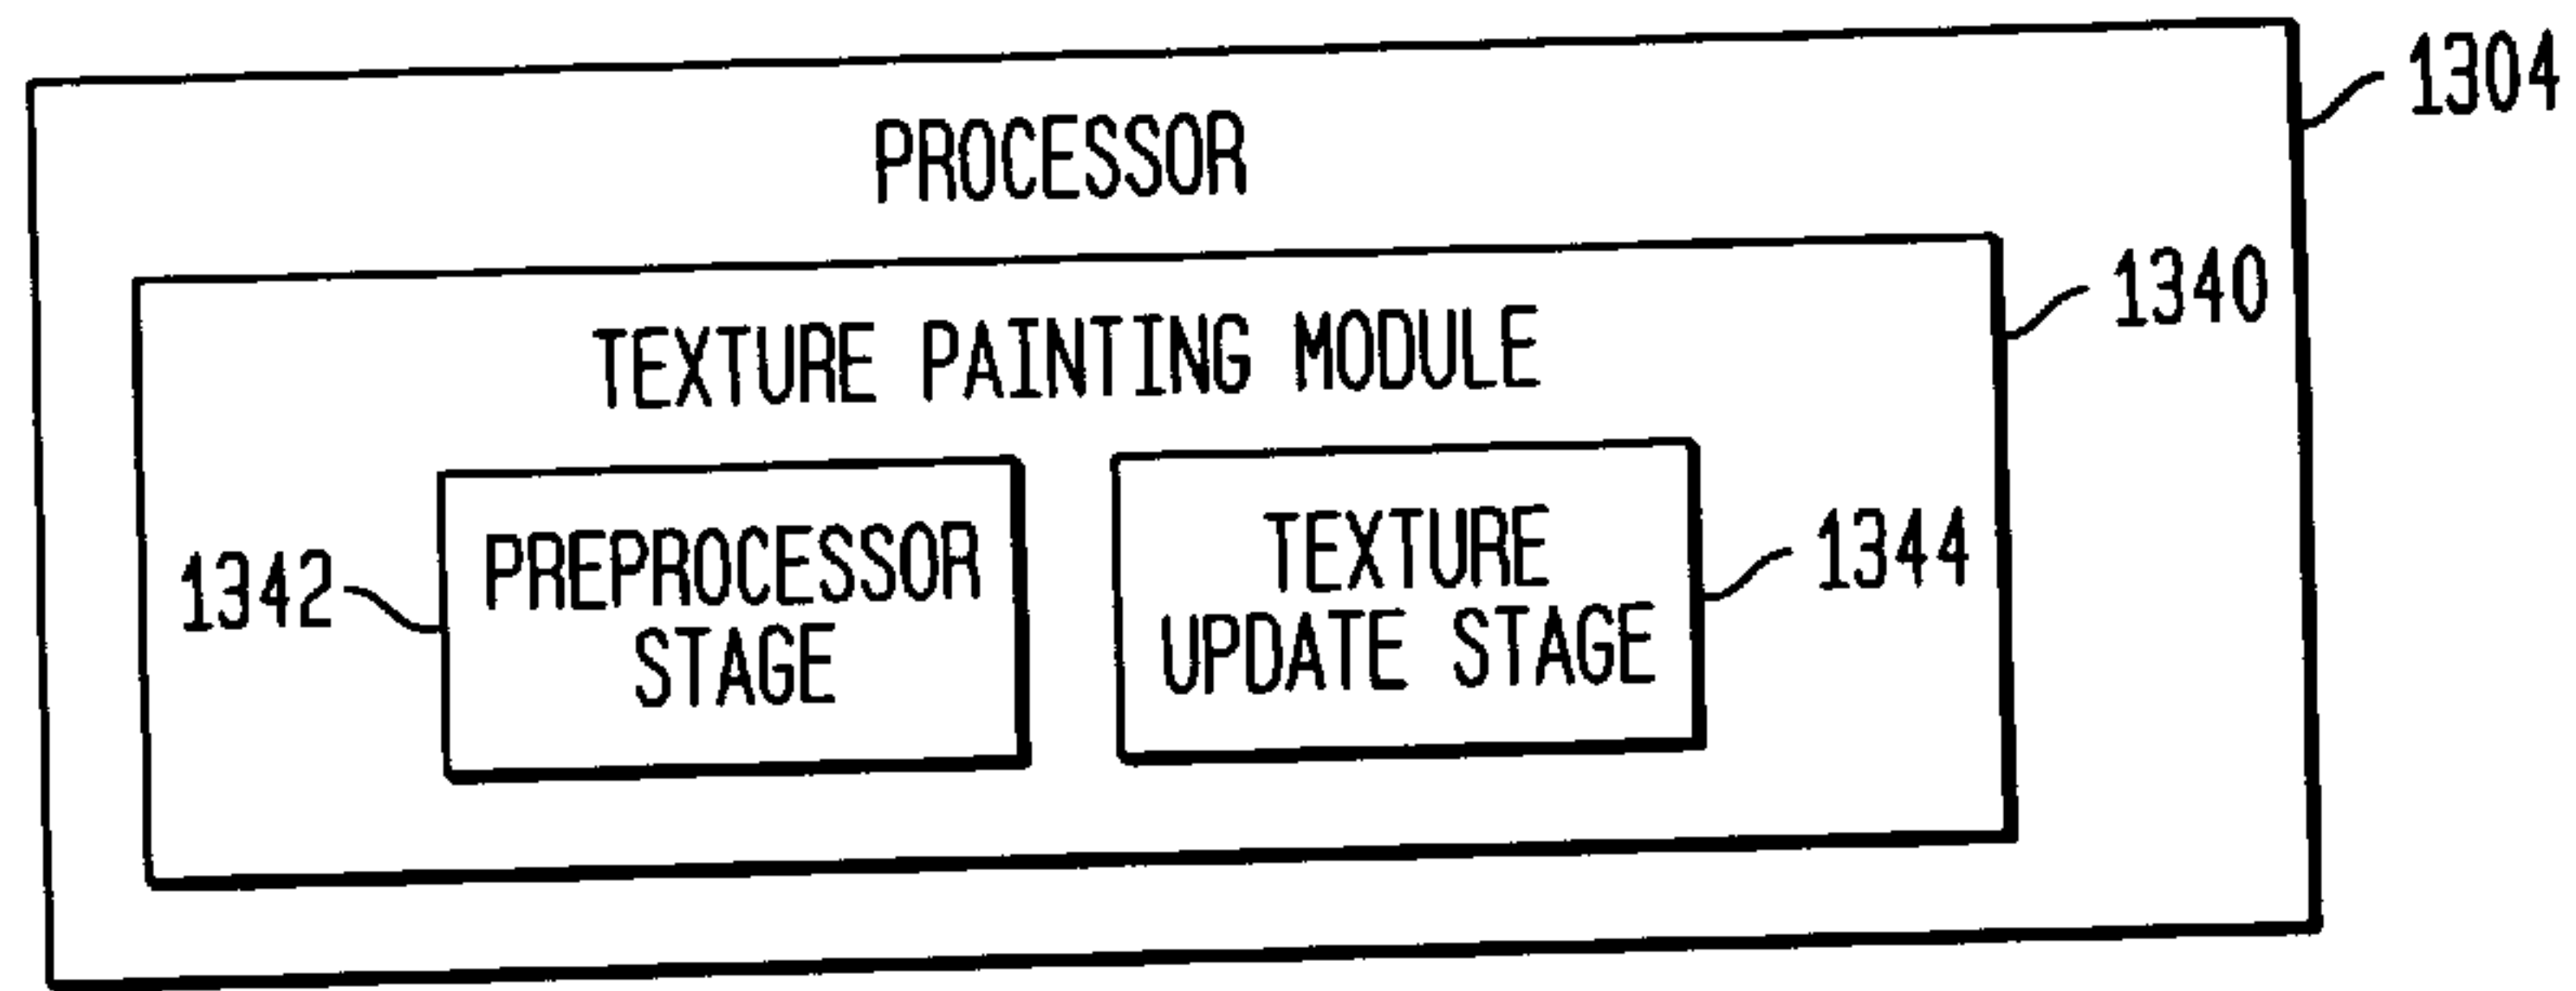 PROCESSOR
1304
TEXTURE PAINTING MODULE
1340
1342
PREPROCESSOR
STAGE
TEXTURE
UPDATE STAGE
1344